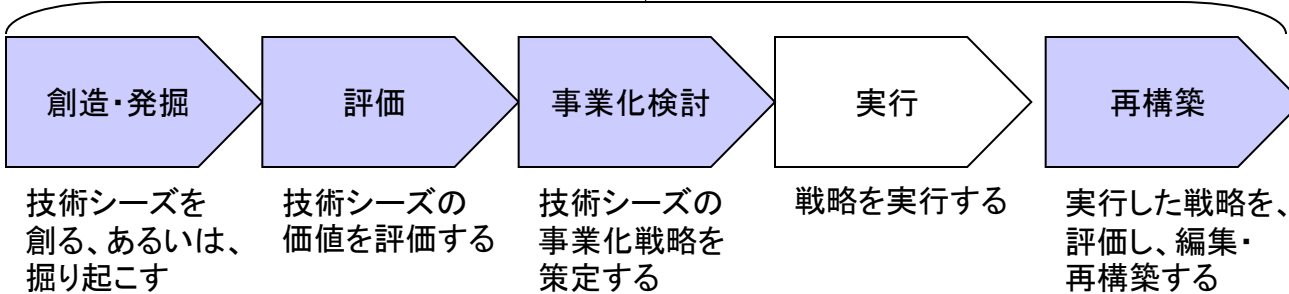 創造・発掘
評価
事業化検討
実行
再構築
技術シーズを
創る、あるいは、
掘り起こす
技術シーズの
価値を評価する
技術シーズの
事業化戦略を
策定する
戦略を実行する
実行した戦略を、
評価し、編集・
再構築する